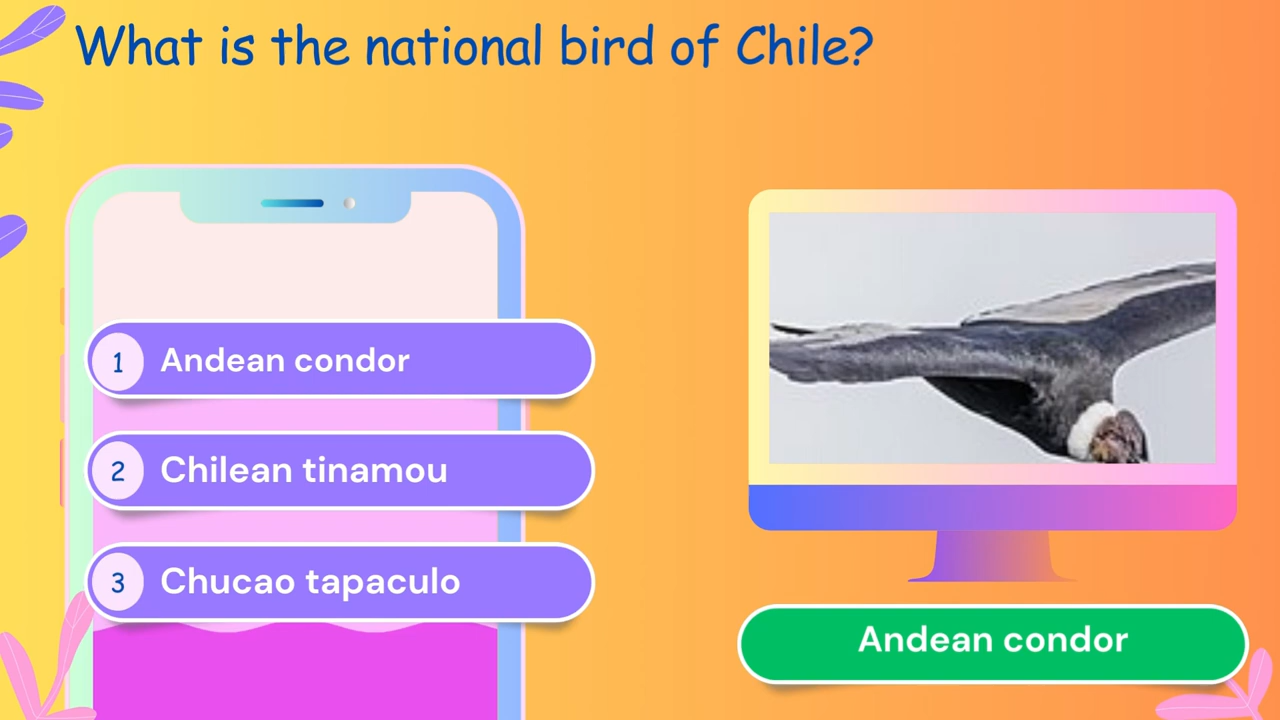 What is the national bird of Chile?
1 Andean condor
2 Chilean tinamou
3 Chucao tapaculo
Andean condor